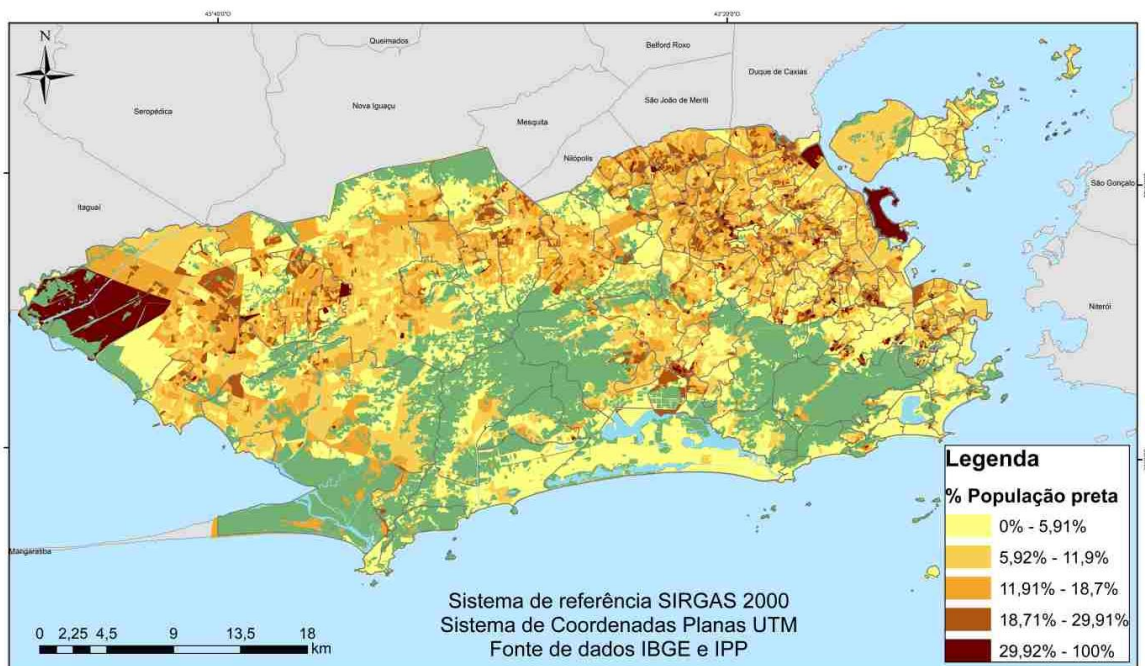 43°40'0"O
43°20'0"O
N
Queimados
Belford Roxo
Duque de Caxias
Seropédica
Nova Iguaçu
São João de Meriti
Mesquita
Nilópolis
São Gonçalo
Itaguaí
Niterói
Mangaratiba
Legenda
% População preta
0% - 5,91%
5,92% - 11,9%
11,91% - 18,7%
18,71% - 29,91%
29,92% - 100%
Sistema de referência SIRGAS 2000
Sistema de Coordenadas Planas UTM
Fonte de dados IBGE e IPP
0 2,25 4,5 9 13,5 18
km